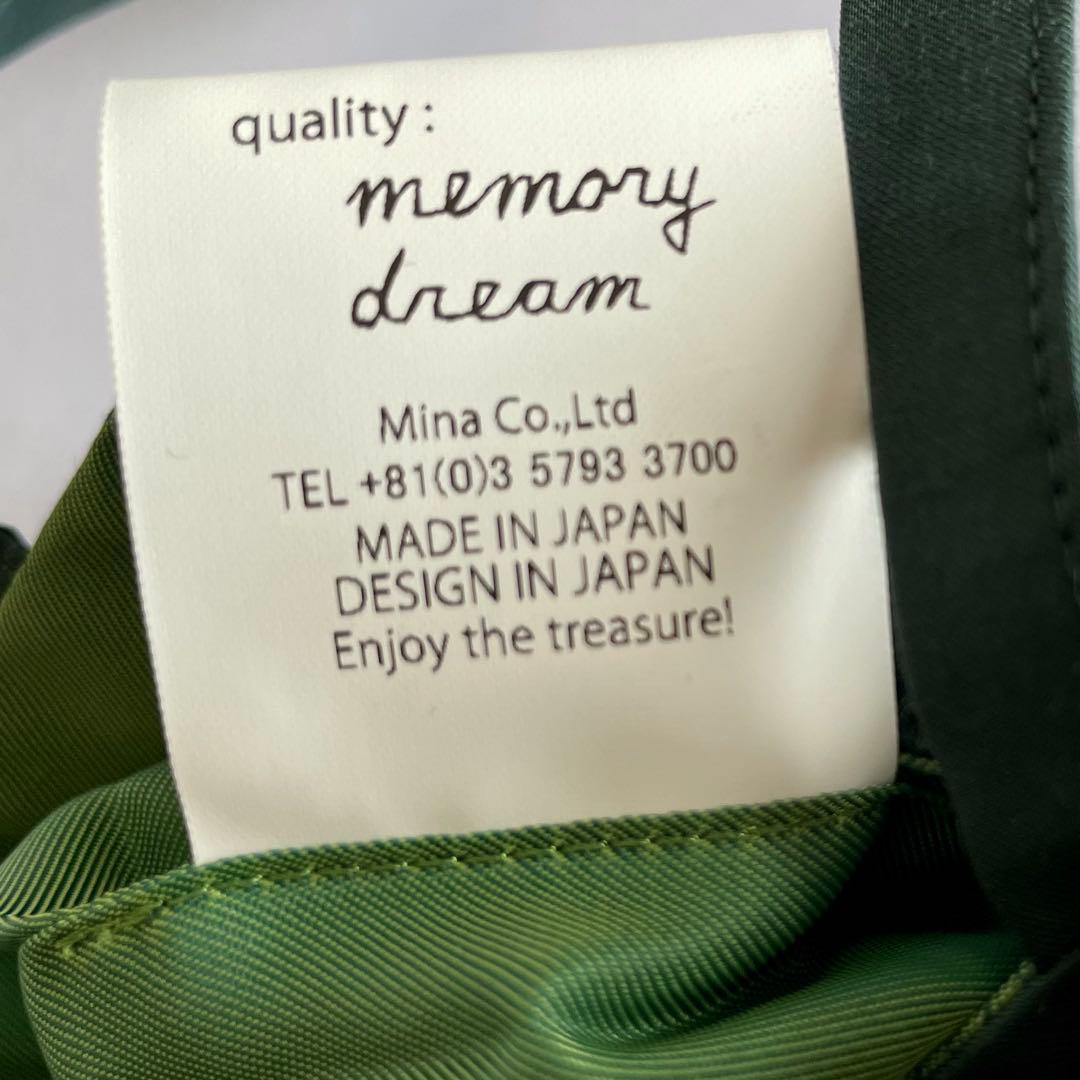 quality :
memory
dream
Mina Co.,Ltd
TEL +81(0)3 5793 3700
MADE IN JAPAN
DESIGN IN JAPAN
Enjoy the treasure!